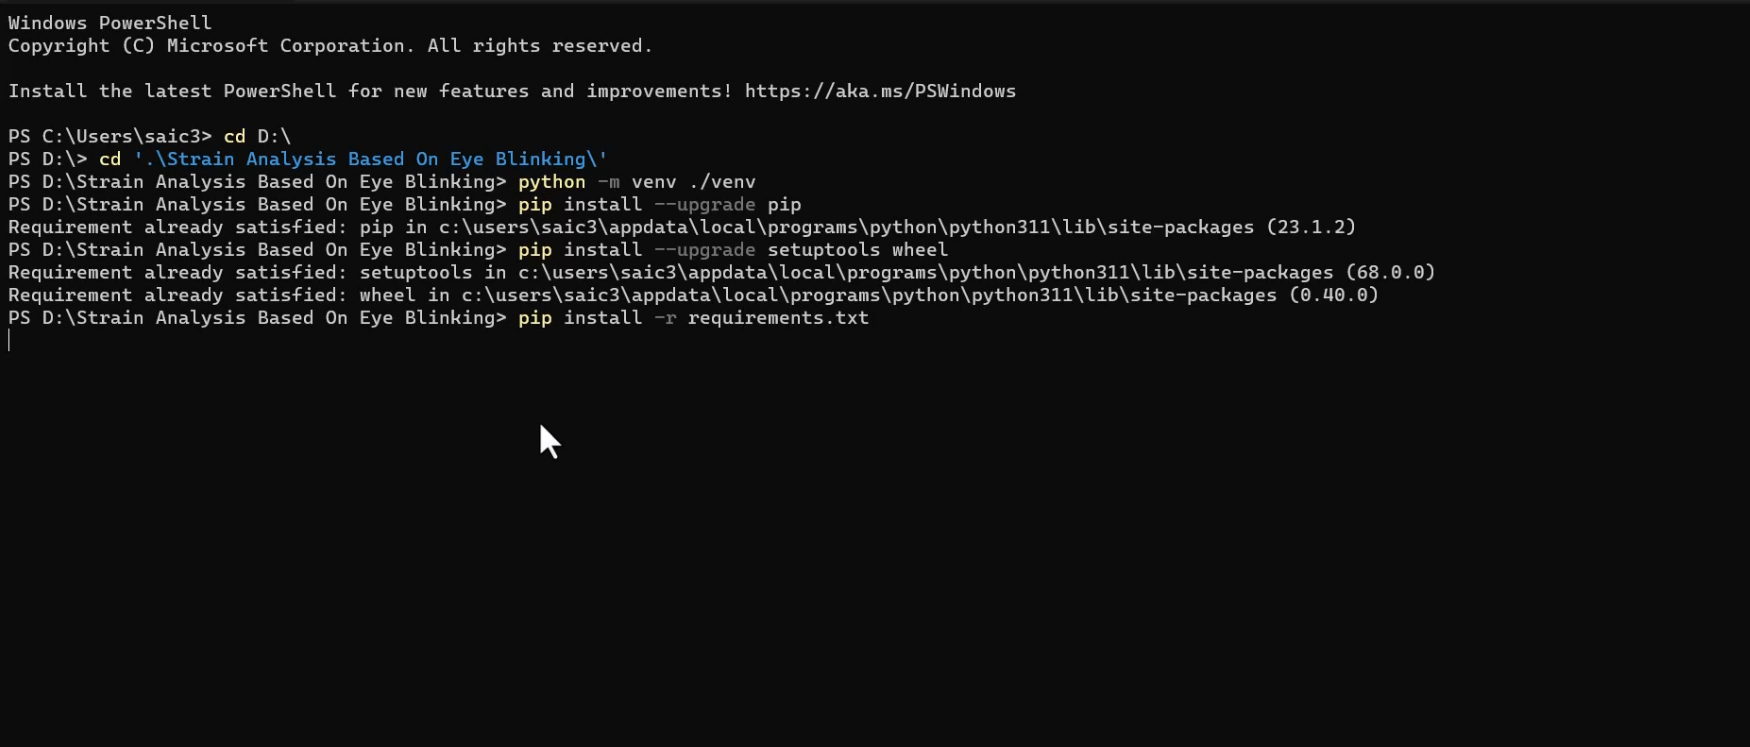 Windows PowerShell
Copyright (C) Microsoft Corporation. All rights reserved.
Install the latest PowerShell for new features and improvements! https://aka.ms/PSWindows
PS C:\Users\saic3> cd D:\
PS D:\> cd '.\Strain Analysis Based On Eye Blinking\'
PS D:\Strain Analysis Based On Eye Blinking> python -m venv ./venv
PS D:\Strain Analysis Based On Eye Blinking> pip install --upgrade pip
Requirement already satisfied: pip in c:\users\saic3\appdata\local\programs\python\python311\lib\site-packages (23.1.2)
PS D:\Strain Analysis Based On Eye Blinking> pip install --upgrade setuptools wheel
Requirement already satisfied: setuptools in c:\users\saic3\appdata\local\programs\python\python311\lib\site-packages (68.0.0)
Requirement already satisfied: wheel in c:\users\saic3\appdata\local\programs\python\python311\lib\site-packages (0.40.0)
PS D:\Strain Analysis Based On Eye Blinking> pip install -r requirements.txt